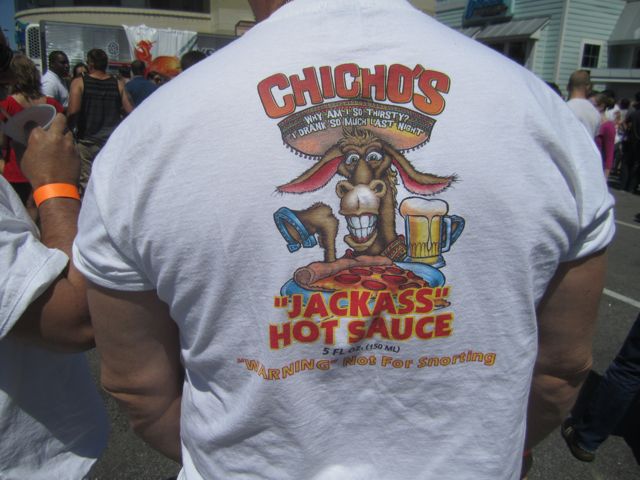 CHICHO'S
WHY AM I SO THIRSTY?
I DRANK SO MUCH LAST NIGHT
"JACKASS"
HOT SAUCE
5 FL OZ. (150 ML)
"WARNING" Not For Snorting